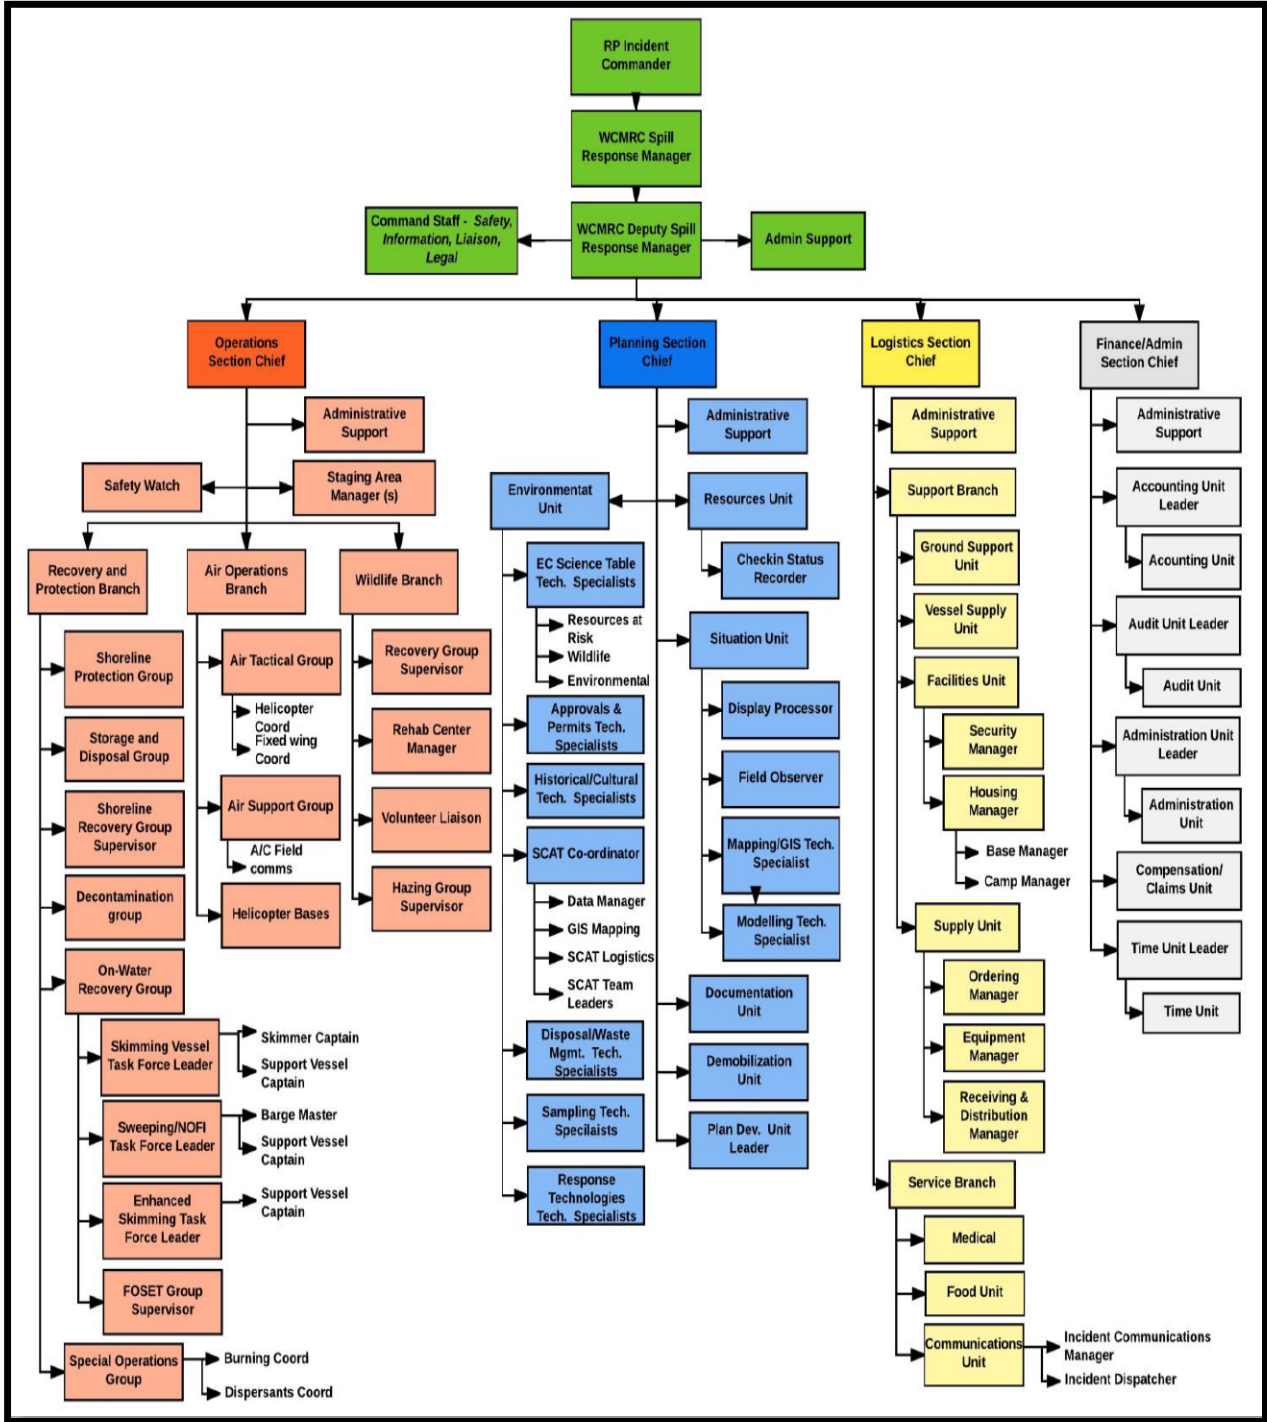 RP Incident
Commander
WCMRC Spill
Response Manager
Command Staff - Safety,
Information, Liaison,
Legal
WCMRC Deputy Spill
Response Manager
Admin Support
Operations
Section Chief
Administrative
Support
Safety Watch
Staging Area
Manager (s)
Recovery and
Protection Branch
Shoreline
Protection Group
Storage and
Disposal Group
Shoreline
Recovery Group
Supervisor
Decontamination
group
On-Water
Recovery Group
Skimming Vessel
Task Force Leader
Skimmer Captain
Support Vessel
Captain
Sweeping/NOFI
Task Force Leader
Barge Master
Support Vessel
Captain
Enhanced
Skimming Task
Force Leader
Support Vessel
Captain
FOSET Group
Supervisor
Special Operations
Group
Burning Coord
Dispersants Coord
Air Operations
Branch
Air Tactical Group
Helicopter
Coord
Fixed wing
Coord
Air Support Group
A/C Field
comms
Helicopter Bases
Wildlife Branch
Recovery Group
Supervisor
Rehab Center
Manager
Volunteer Liaison
Hazing Group
Supervisor
Planning Section
Chief
Administrative
Support
Environmentat
Unit
EC Science Table
Tech. Specialists
Resources at
Risk
Wildlife
Environmental
Approvals &
Permits Tech.
Specialists
Historical/Cultural
Tech. Specialists
SCAT Co-ordinator
Data Manager
GIS Mapping
SCAT Logistics
SCAT Team
Leaders
Disposal/Waste
Mgmt. Tech.
Specialists
Sampling Tech.
Specilaists
Response
Technologies
Tech. Specialists
Resources Unit
Checkin Status
Recorder
Situation Unit
Display Processor
Field Observer
Mapping/GIS Tech.
Specialist
Modelling Tech.
Specialist
Documentation
Unit
Demobilization
Unit
Plan Dev. Unit
Leader
Logistics Section
Chief
Administrative
Support
Support Branch
Ground Support
Unit
Vessel Supply
Unit
Facilities Unit
Security
Manager
Housing
Manager
Base Manager
Camp Manager
Supply Unit
Ordering
Manager
Equipment
Manager
Receiving &
Distribution
Manager
Service Branch
Medical
Food Unit
Communications
Unit
Incident Communications
Manager
Incident Dispatcher
Finance/Admin
Section Chief
Administrative
Support
Accounting Unit
Leader
Acounting Unit
Audit Unit Leader
Audit Unit
Administration Unit
Leader
Administration
Unit
Compensation/
Claims Unit
Time Unit Leader
Time Unit